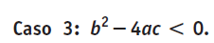 Caso 3: b² – 4ac < 0.